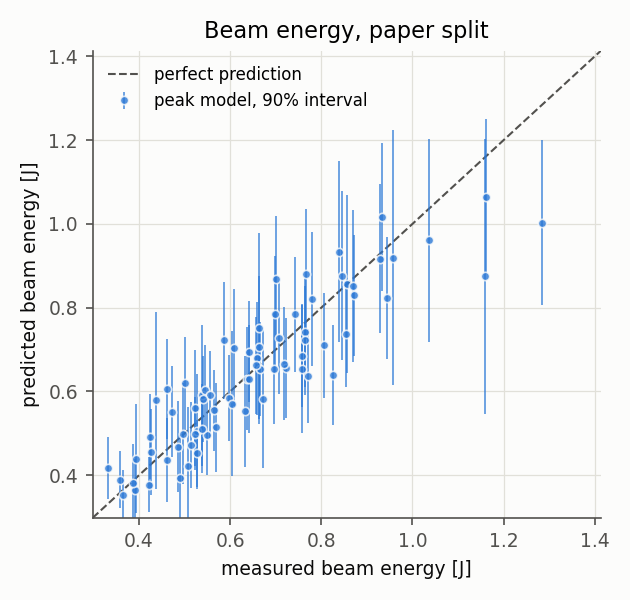 Beam energy, paper split
perfect prediction
peak model, 90% interval
predicted beam energy [J]
1.4
1.2
1.0
0.8
0.6
0.4
0.4 0.6 0.8 1.0 1.2 1.4
measured beam energy [J]